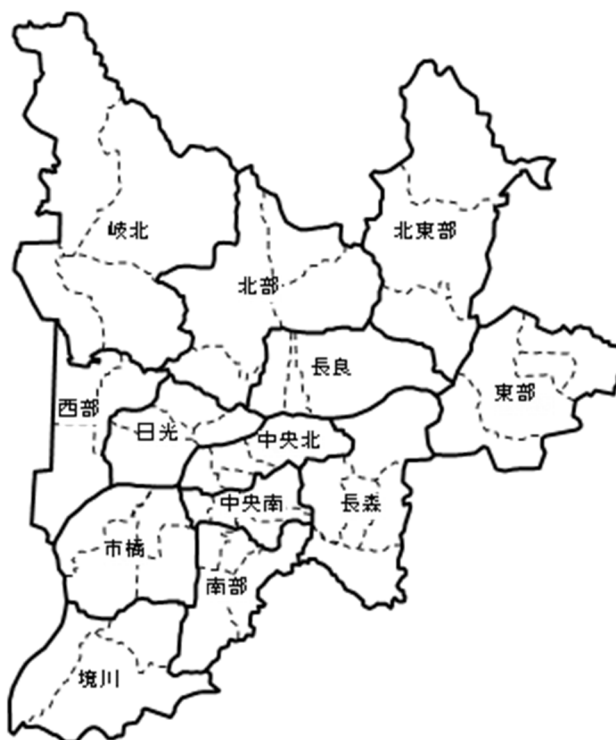 岐北
北東部
北部
長良
東部
西部
日光
中央北
中央南
長森
市橋
南部
境川